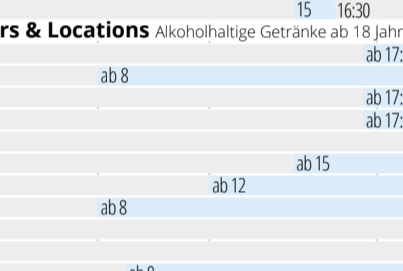 15 16:30
rs & Locations Alkoholhaltige Getränke ab 18 Jahr
ab 17:
ab 8
ab 17:
ab 17:
ab 15
ab 12
ab 8